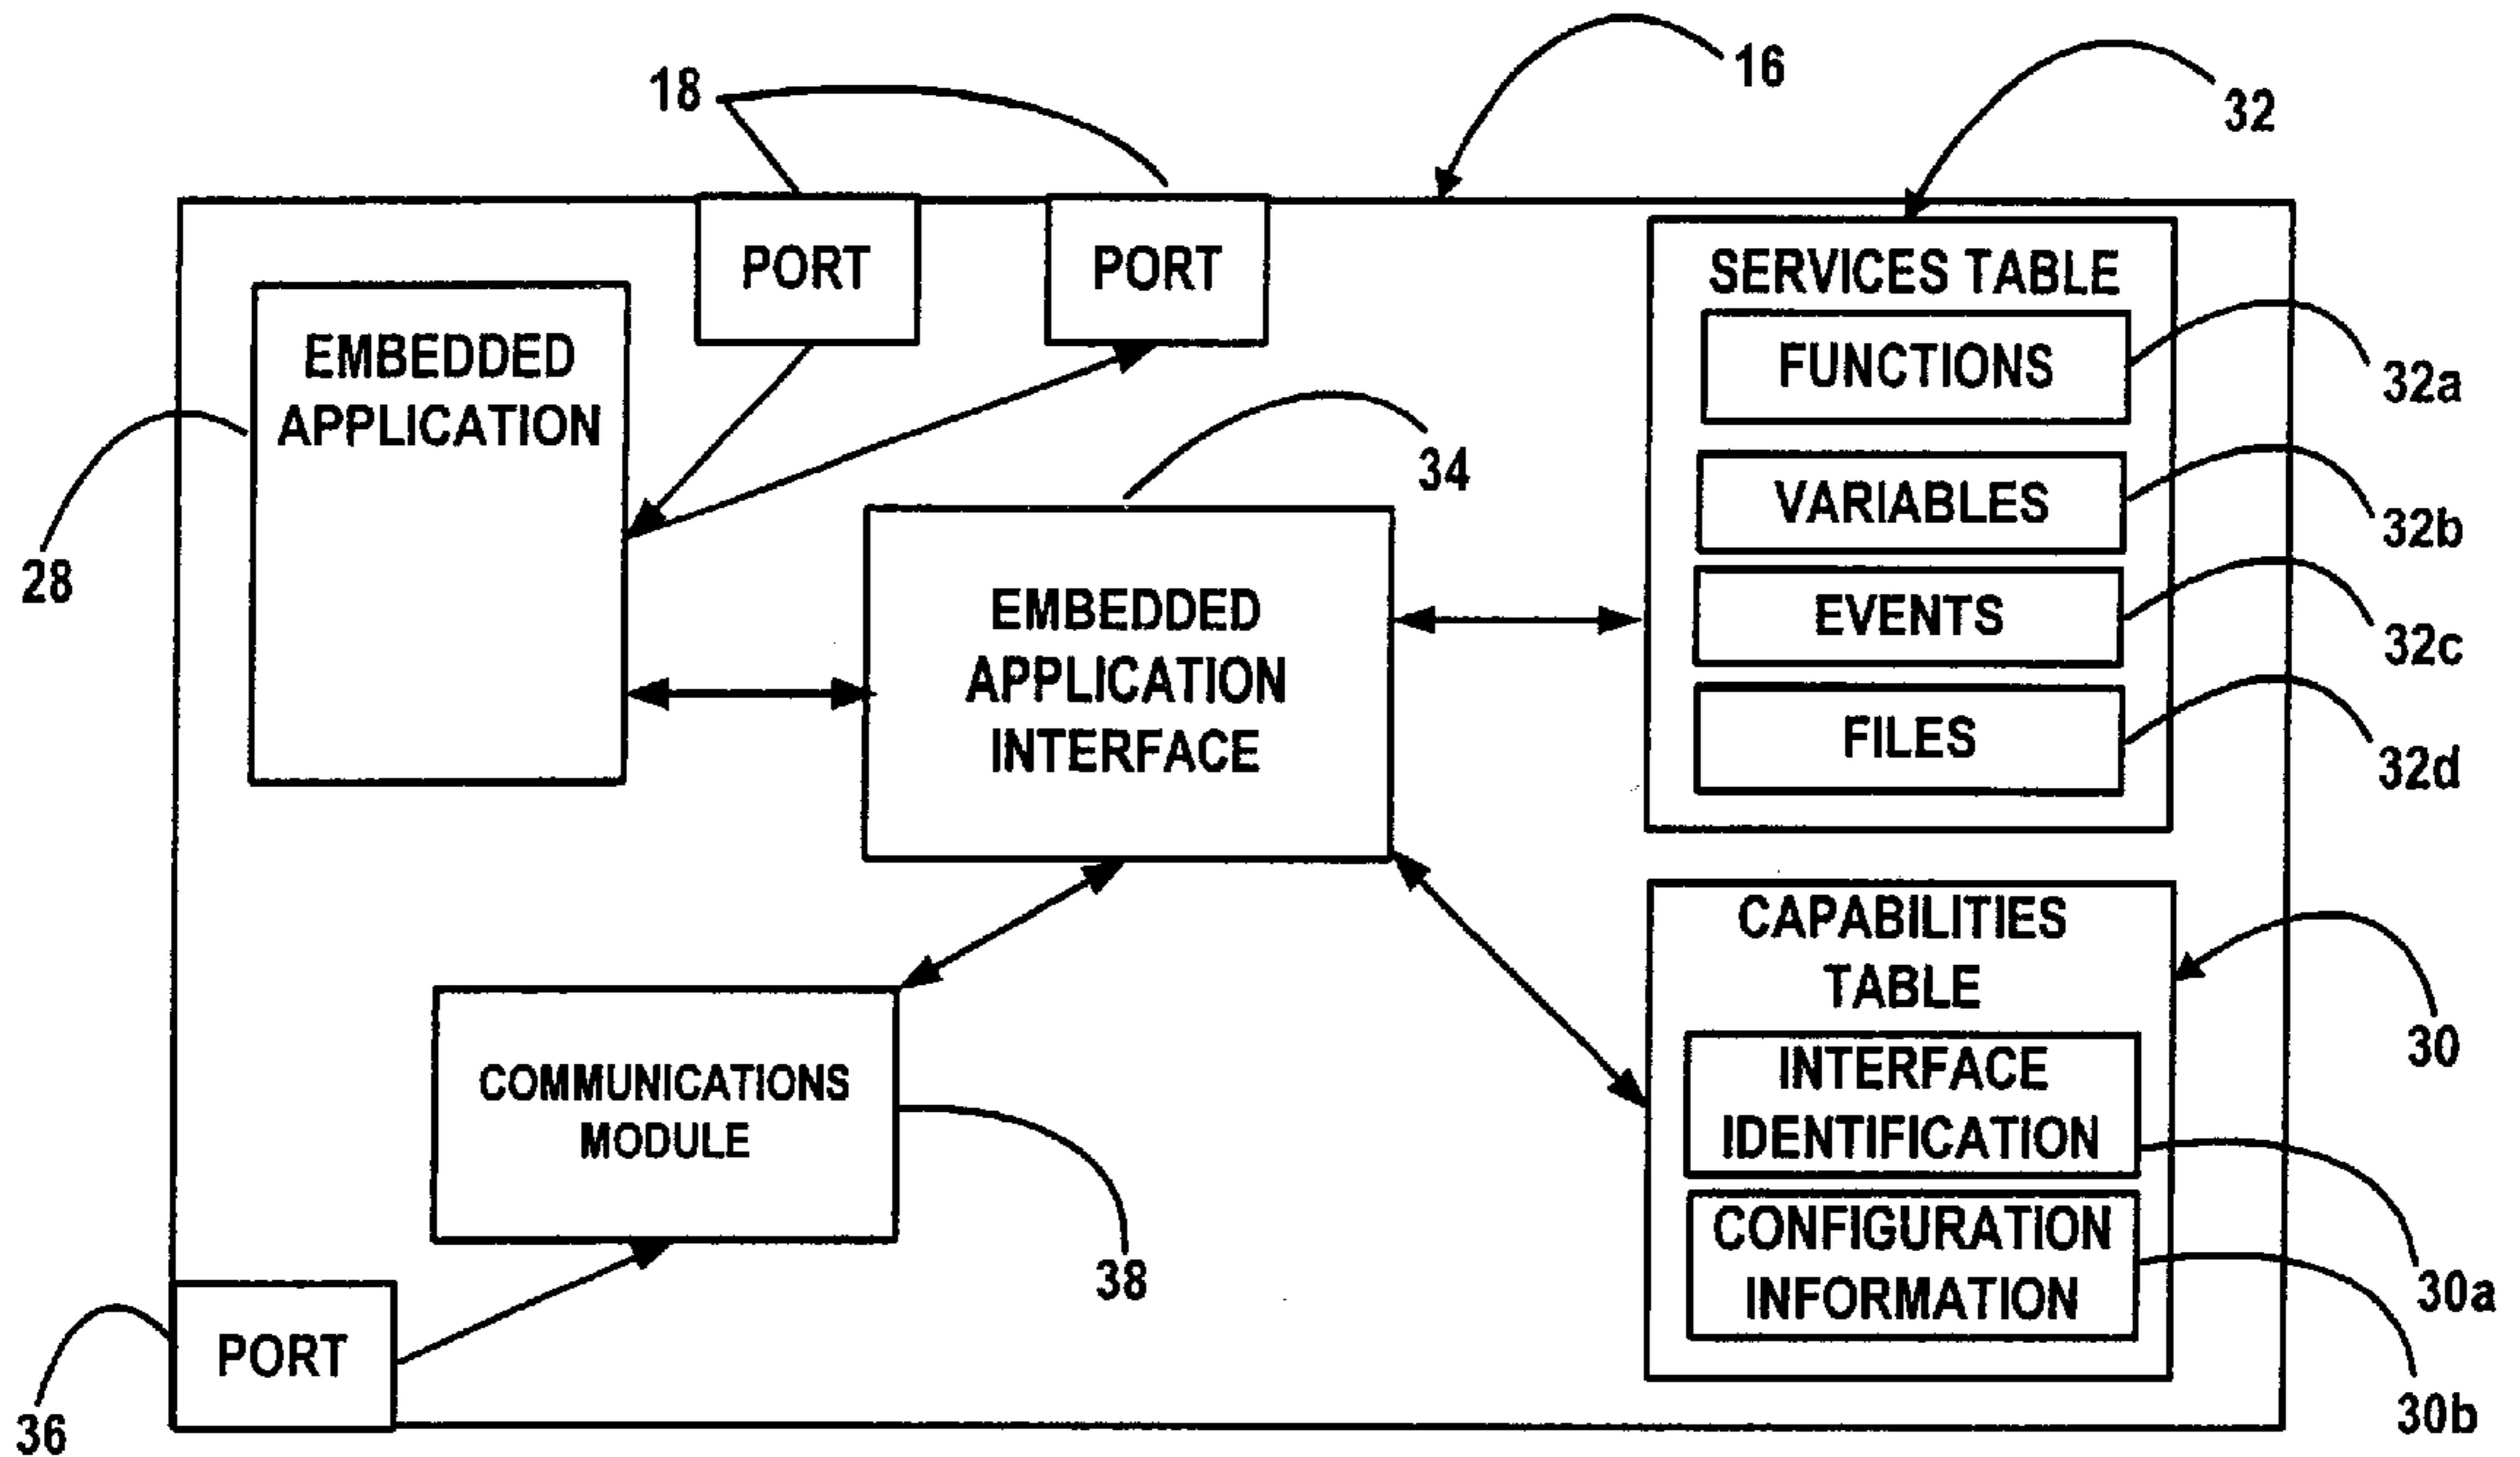 18
16
32
PORT
PORT
SERVICES TABLE
FUNCTIONS
32a
VARIABLES
32b
EVENTS
32c
FILES
32d
EMBEDDED
APPLICATION
28
34
EMBEDDED
APPLICATION
INTERFACE
CAPABILITIES
TABLE
30
INTERFACE
IDENTIFICATION
30a
CONFIGURATION
INFORMATION
30b
COMMUNICATIONS
MODULE
38
PORT
36